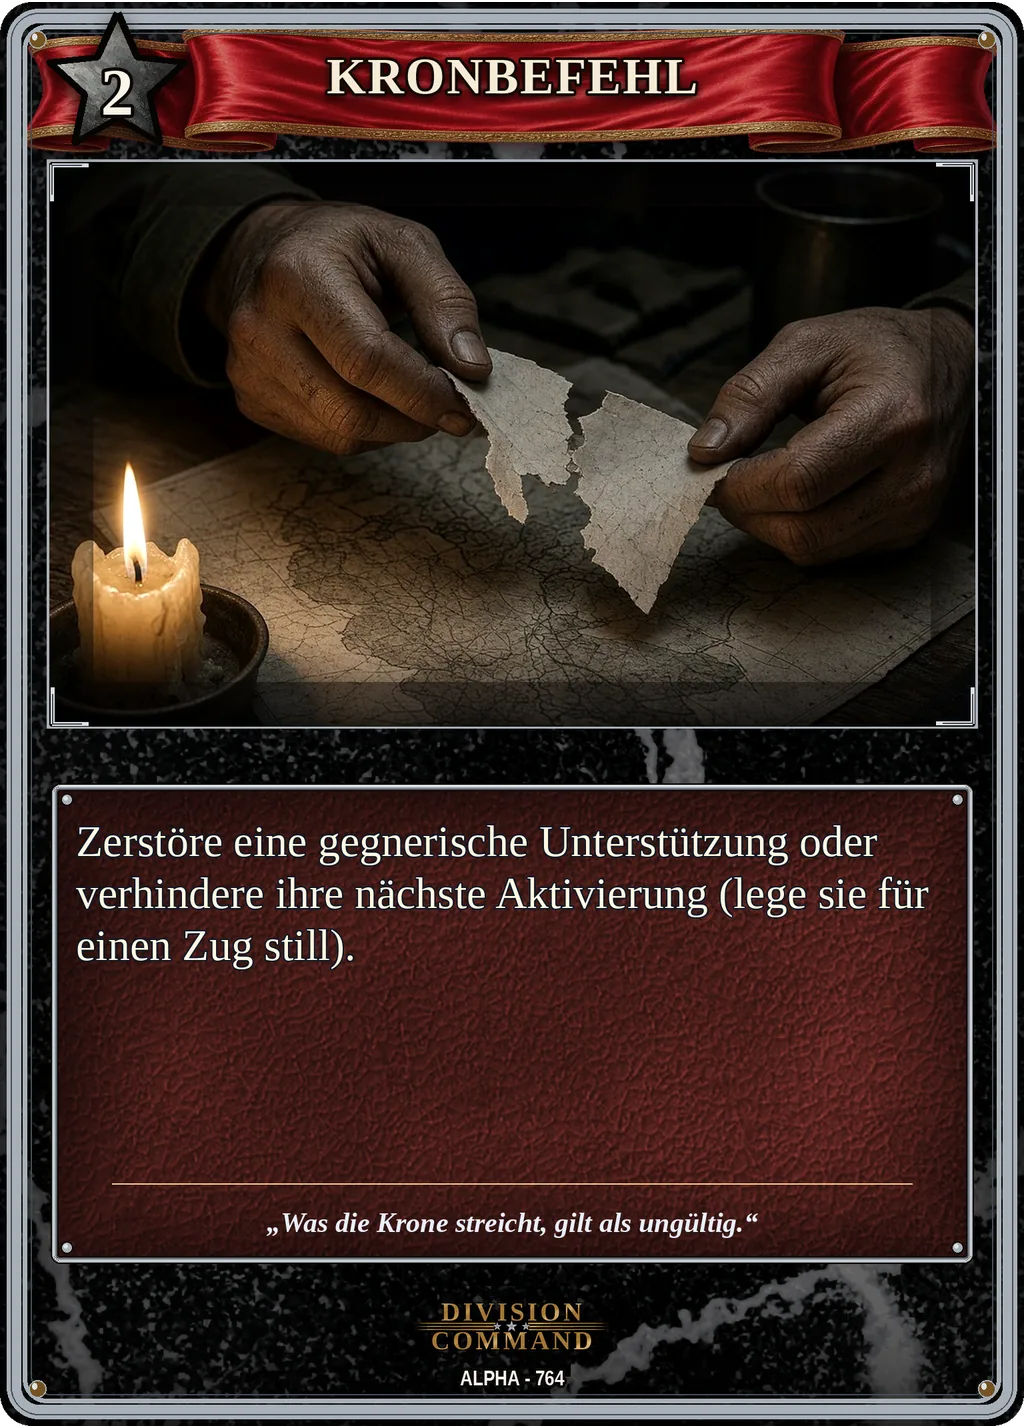 2
KRONBEFEHL
Zerstöre eine gegnerische Unterstützung oder
verhindere ihre nächste Aktivierung (lege sie für
einen Zug still).
„Was die Krone streicht, gilt als ungültig.“
DIVISION
COMMAND
ALPHA - 764